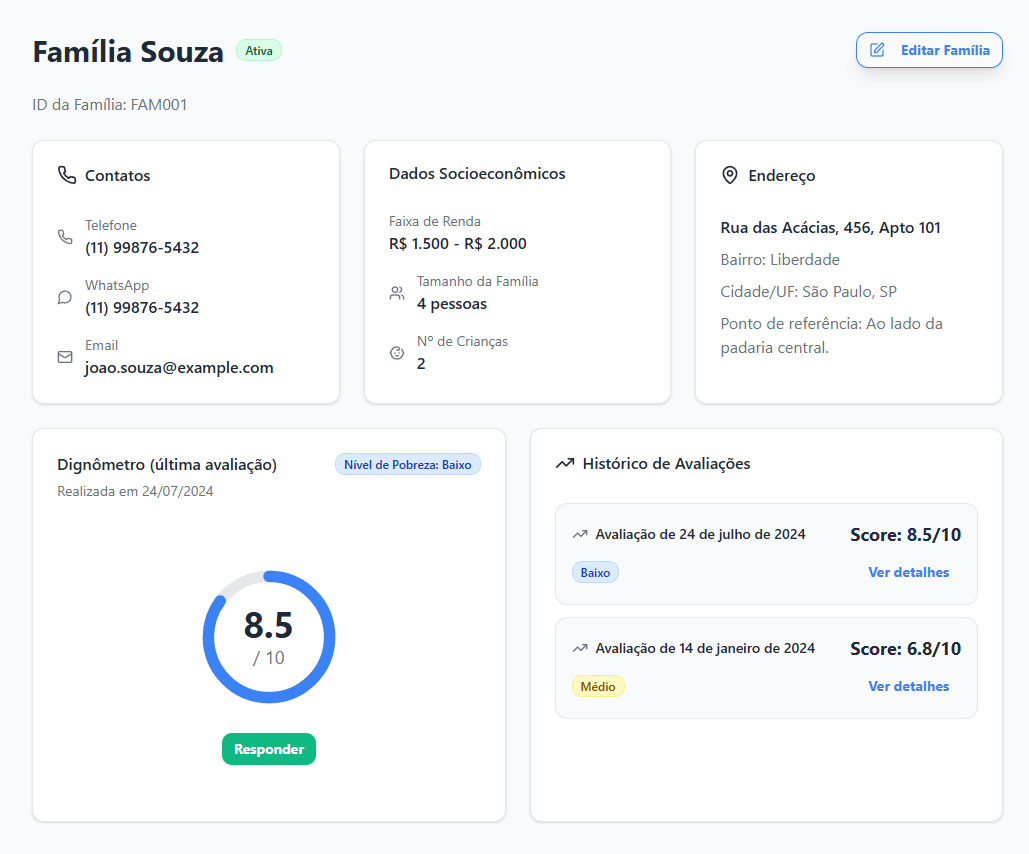 Família Souza
Ativa
Editar Família
ID da Família: FAM001
Contatos
Telefone
(11) 99876-5432
WhatsApp
(11) 99876-5432
Email
joao.souza@example.com
Dados Socioeconômicos
Faixa de Renda
R$ 1.500 - R$ 2.000
Tamanho da Família
4 pessoas
Nº de Crianças
2
Endereço
Rua das Acácias, 456, Apto 101
Bairro: Liberdade
Cidade/UF: São Paulo, SP
Ponto de referência: Ao lado da
padaria central.
Dignômetro (última avaliação)
Nível de Pobreza: Baixo
Realizada em 24/07/2024
8.5
/ 10
Responder
Histórico de Avaliações
Avaliação de 24 de julho de 2024
Score: 8.5/10
Baixo
Ver detalhes
Avaliação de 14 de janeiro de 2024
Score: 6.8/10
Médio
Ver detalhes